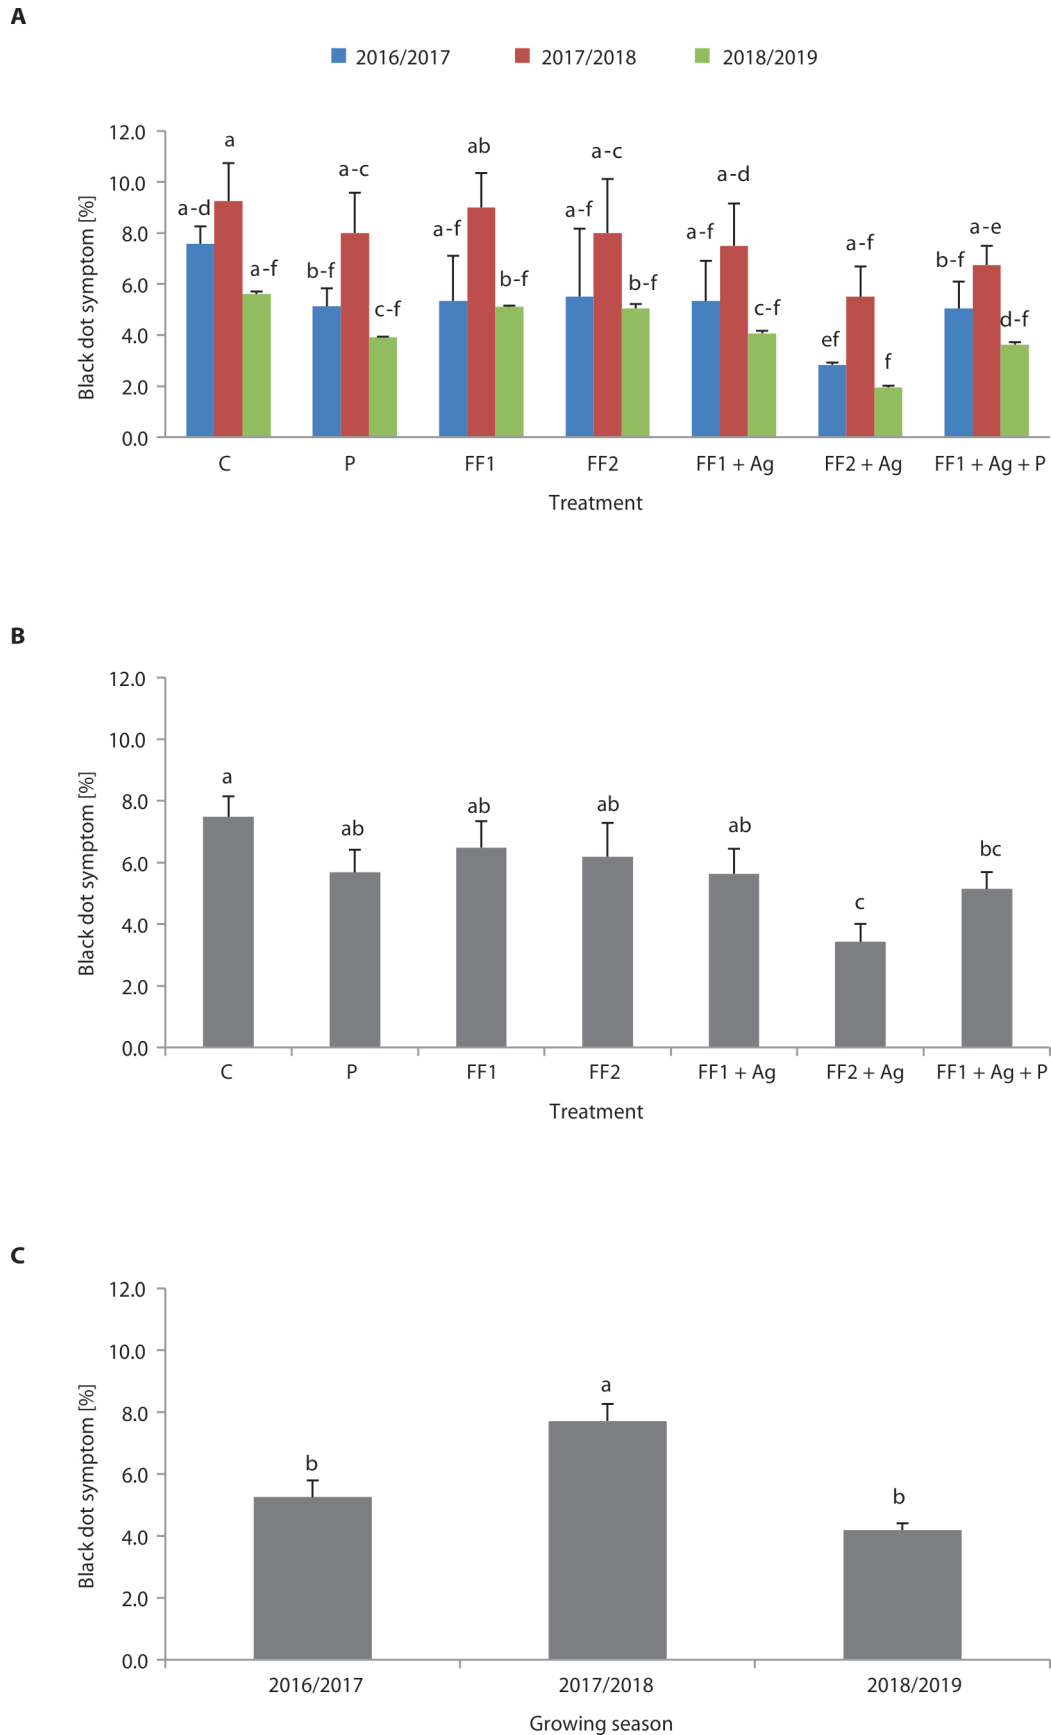 A
2016/2017 2017/2018 2018/2019
Black dot symptom [%]
12.0
10.0
8.0
6.0
4.0
2.0
0.0
a-d a a-f
b-f a-c c-f
a-f ab b-f
a-f a-c b-f
a-f a-d c-f
ef a-f f
b-f a-e d-f
C P FF1 FF2 FF1 + Ag FF2 + Ag FF1 + Ag + P
Treatment
B
Black dot symptom [%]
12.0
10.0
8.0
6.0
4.0
2.0
0.0
a ab ab ab ab c bc
C P FF1 FF2 FF1 + Ag FF2 + Ag FF1 + Ag + P
Treatment
C
Black dot symptom [%]
12.0
10.0
8.0
6.0
4.0
2.0
0.0
b a b
2016/2017 2017/2018 2018/2019
Growing season